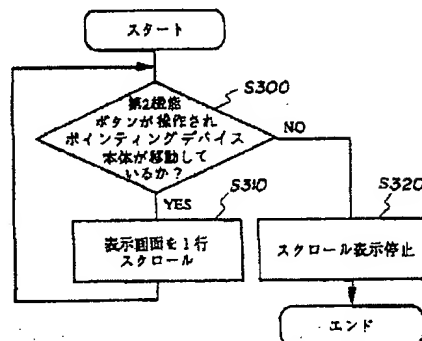 スタート
S300
第2機能
ボタンが操作され
ポインティングデバイス
本体が移動して
いるか?
NO
YES
S310
S320
表示画面を1行
スクロール
スクロール表示停止
エンド